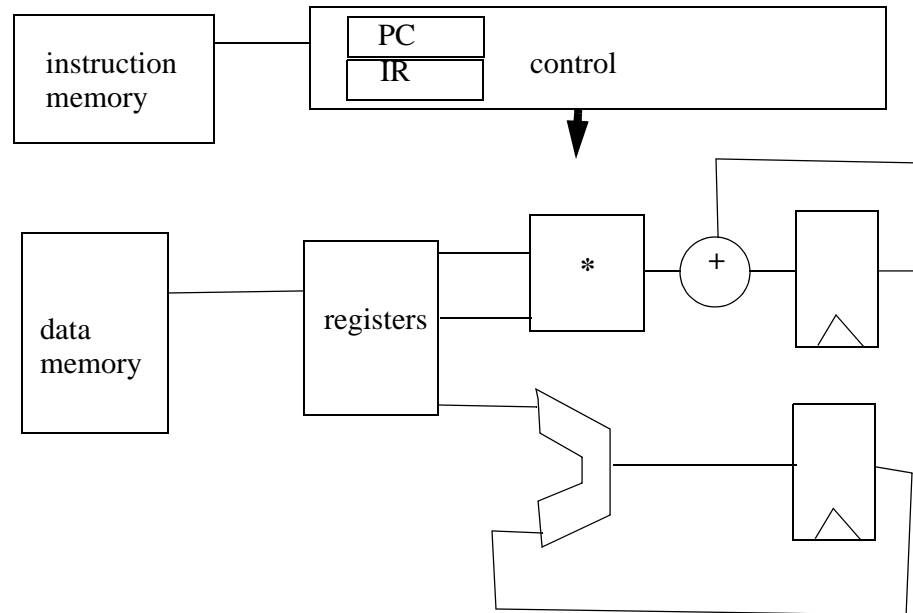 PC
IR
control
instruction
memory
*
+
registers
data
memory